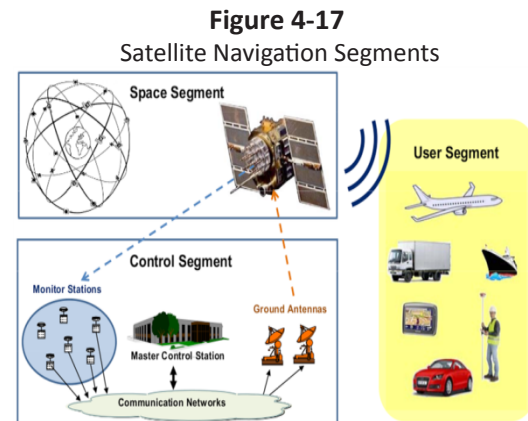 Figure 4-17
Satellite Navigation Segments
Space Segment
User Segment
Control Segment
Monitor Stations
Ground Antennas
Master Control Station
Communication Networks